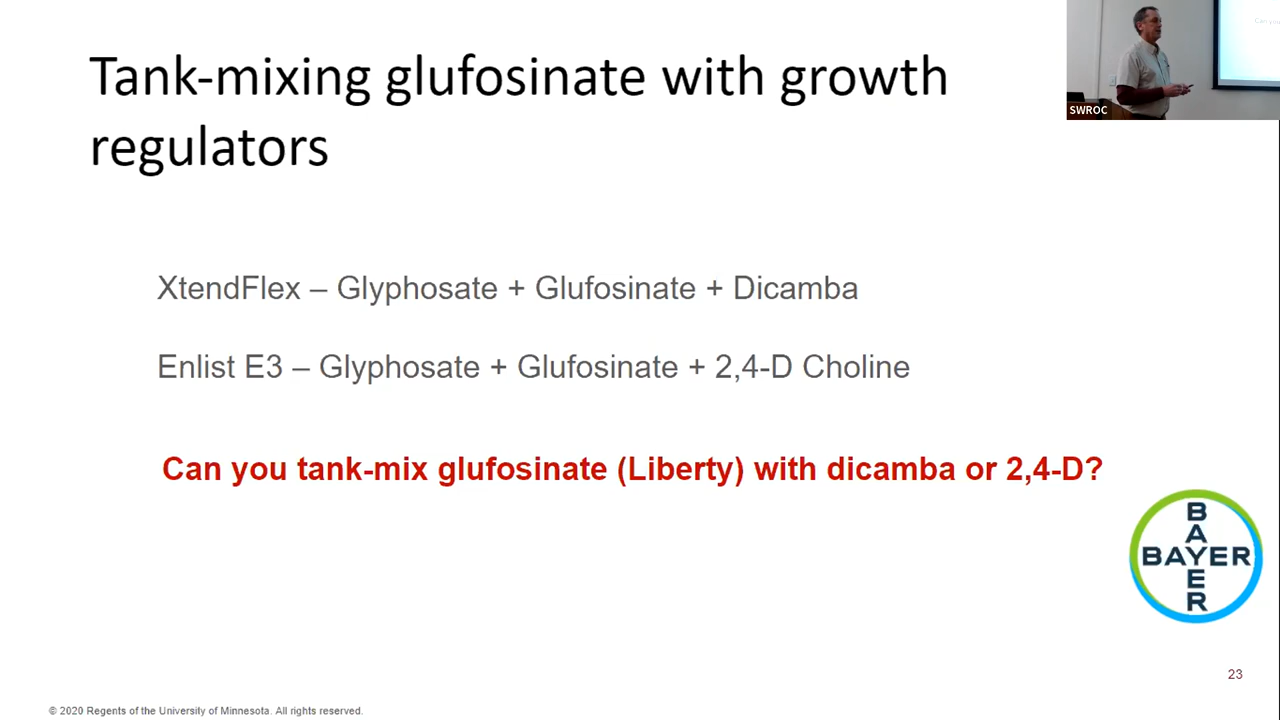 Tank-mixing glufosinate with growth
regulators
SWROC
XtendFlex – Glyphosate + Glufosinate + Dicamba
Enlist E3 – Glyphosate + Glufosinate + 2,4-D Choline
Can you tank-mix glufosinate (Liberty) with dicamba or 2,4-D?
BAYER
BAYER
23
© 2020 Regents of the University of Minnesota. All rights reserved.